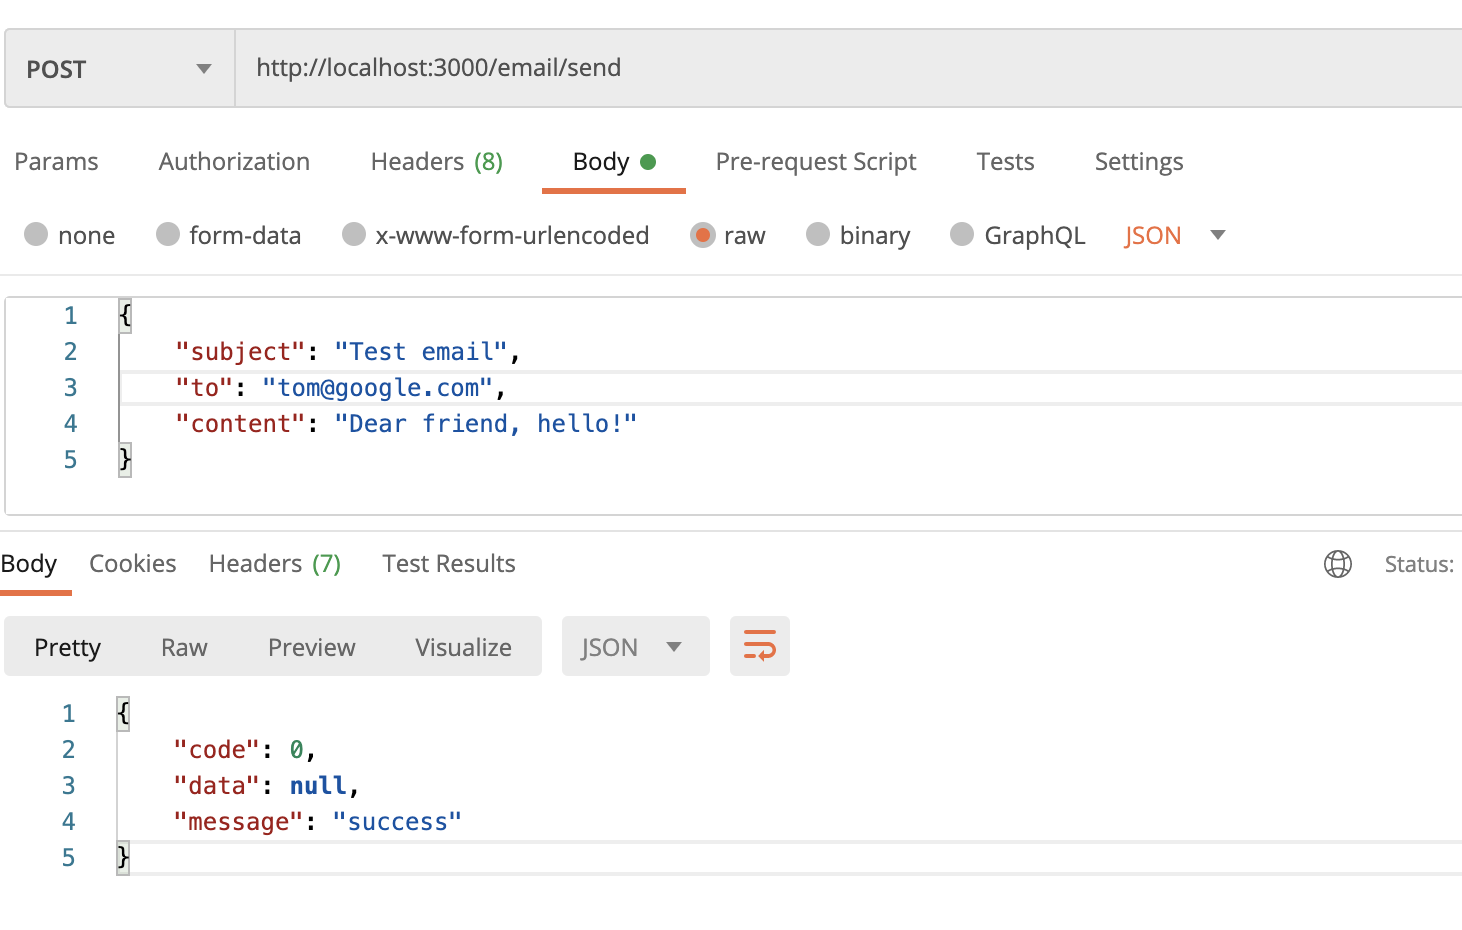 POST http://localhost:3000/email/send
Params Authorization Headers (8) Body Pre-request Script Tests Settings
none form-data x-www-form-urlencoded raw binary GraphQL JSON
1 {
2 "subject": "Test email",
3 "to": "tom@google.com",
4 "content": "Dear friend, hello!"
5 }
Body Cookies Headers (7) Test Results Status:
Pretty Raw Preview Visualize JSON
1 {
2 "code": 0,
3 "data": null,
4 "message": "success"
5 }